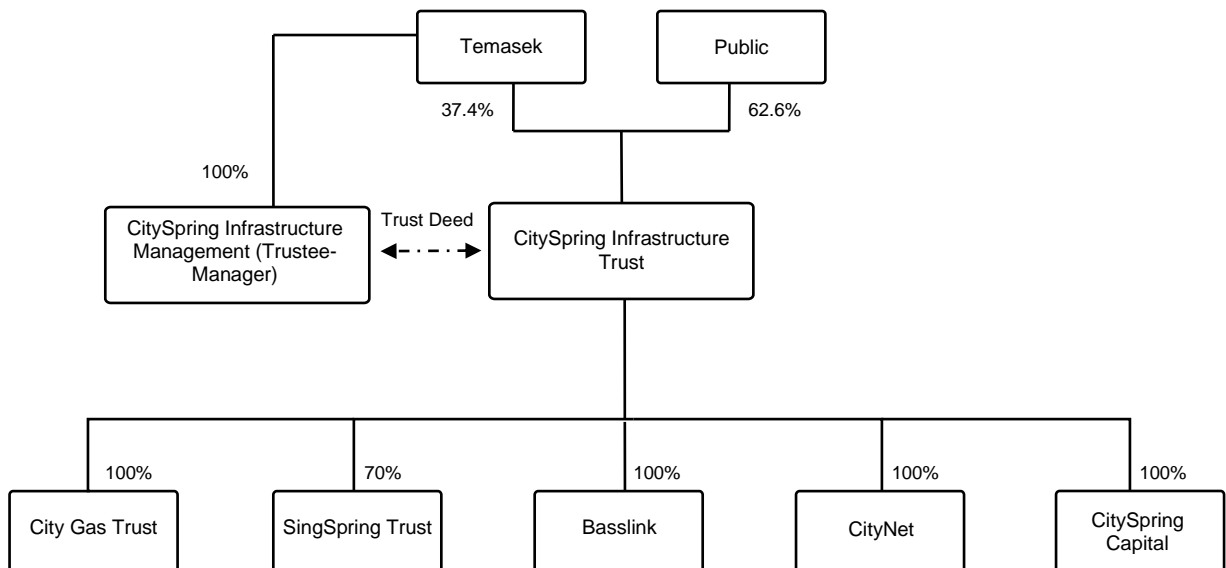 Temasek
Public
37.4%
62.6%
100%
CitySpring Infrastructure
Management (Trustee-
Manager)
Trust Deed
CitySpring Infrastructure
Trust
100%
70%
100%
100%
100%
City Gas Trust
SingSpring Trust
Basslink
CityNet
CitySpring
Capital